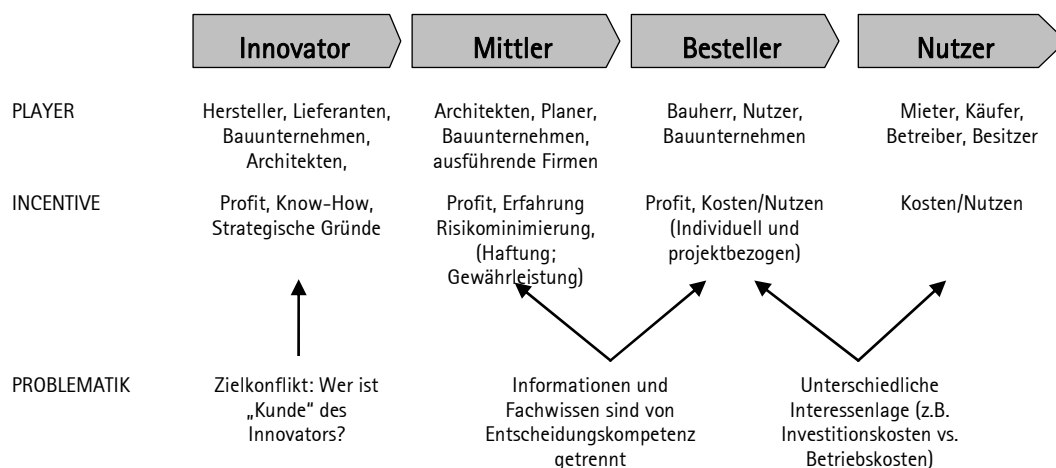 Innovator
Mittler
Besteller
Nutzer
PLAYER
Hersteller, Lieferanten,
Bauunternehmen,
Architekten,
Architekten, Planer,
Bauunternehmen,
ausführende Firmen
Bauherr, Nutzer,
Bauunternehmen
Mieter, Käufer,
Betreiber, Besitzer
INCENTIVE
Profit, Know-How,
Strategische Gründe
Profit, Erfahrung
Risikominimierung,
(Haftung;
Gewährleistung)
Profit, Kosten/Nutzen
(Individuell und
projektbezogen)
Kosten/Nutzen
PROBLEMATIK
Zielkonflikt: Wer ist
„Kunde“ des
Innovators?
Informationen und
Fachwissen sind von
Entscheidungskompetenz
getrennt
Unterschiedliche
Interessenlage (z.B.
Investitionskosten vs.
Betriebskosten)